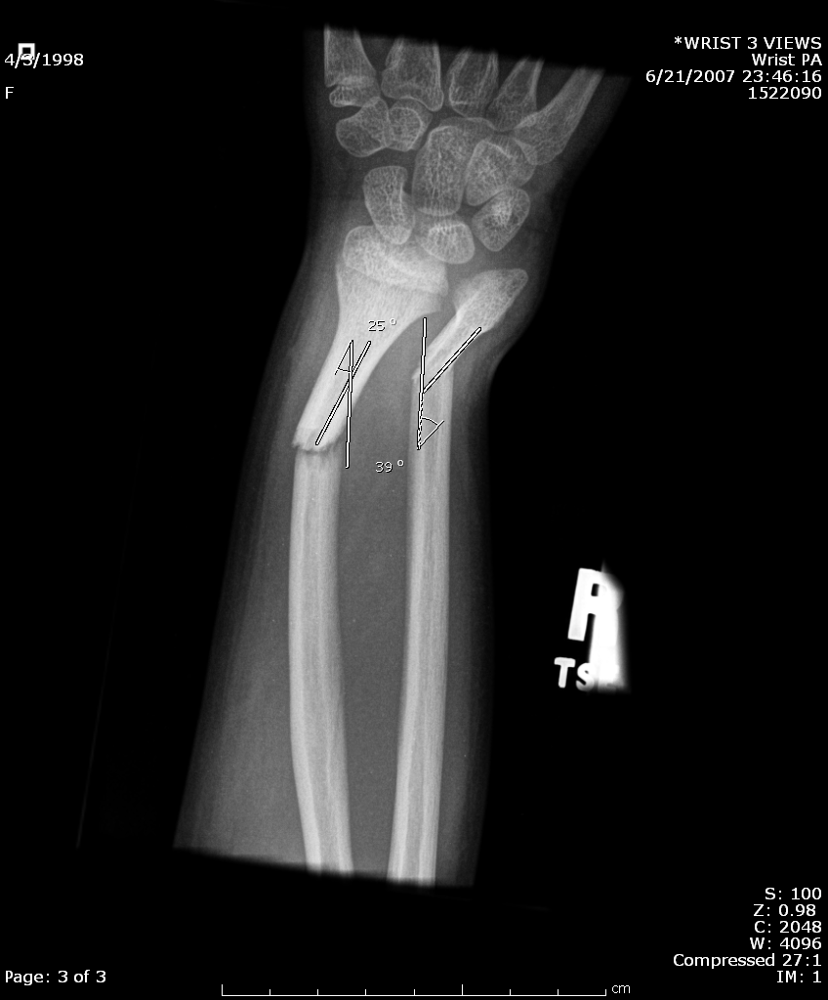 4/5/1998
F
*WRIST 3 VIEWS
Wrist PA
6/21/2007 23:46:16
1522090
25°
39°
R
S: 100
Z: 0.98
C: 2048
W: 4096
Compressed 27:1
IM: 1
Page: 3 of 3
cm